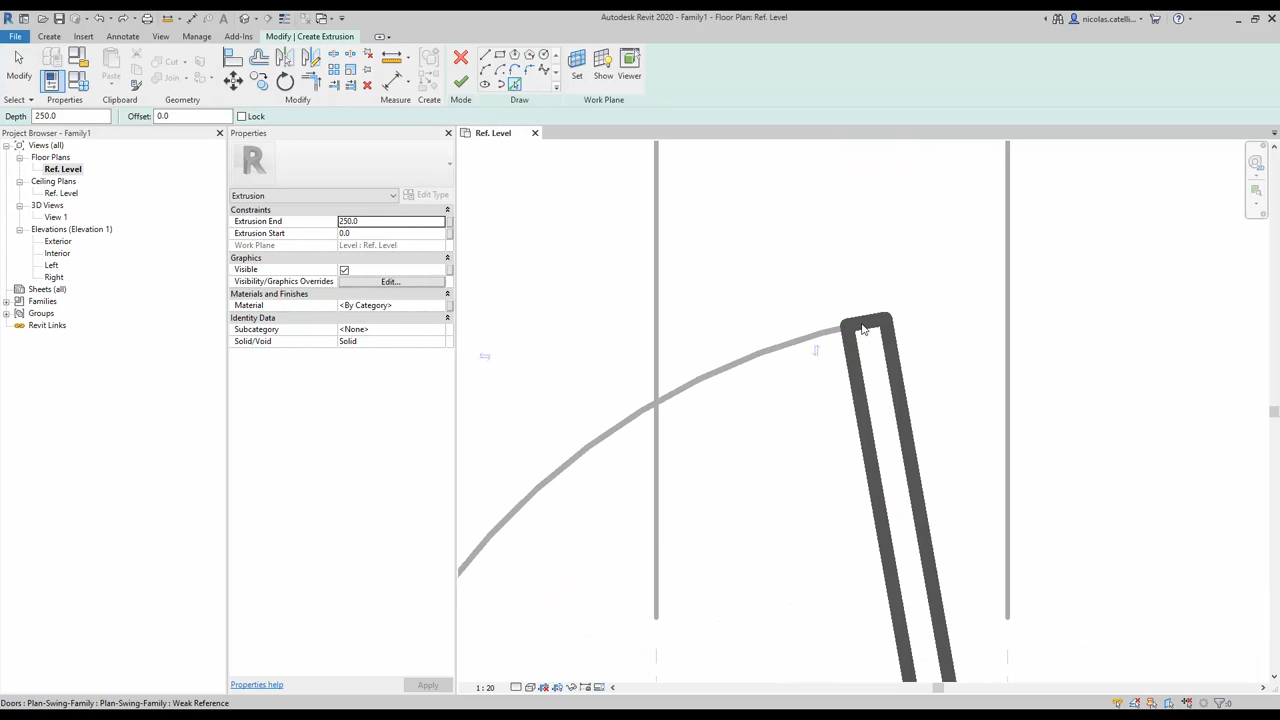 Autodesk Revit 2020 - Family1 - Floor Plan: Ref. Level
nicolas.catelli...
File Create Insert Annotate View Manage Add-Ins Modify | Create Extrusion
Modify
Paste
Cut
Join
Set Show Viewer
Select Properties Clipboard Geometry Modify Measure Create Mode Draw Work Plane
Depth 250.0 Offset: 0.0 Lock
Project Browser - Family1
Views (all)
Floor Plans
Ref. Level
Ceiling Plans
Ref. Level
3D Views
View 1
Elevations (Elevation 1)
Exterior
Interior
Left
Right
Sheets (all)
Families
Groups
Revit Links
Properties
R
Extrusion Edit Type
Constraints
Extrusion End 250.0
Extrusion Start 0.0
Work Plane Level : Ref. Level
Graphics
Visible
Visibility/Graphics Overrides Edit...
Materials and Finishes
Material <By Category>
Identity Data
Subcategory <None>
Solid/Void Solid
Properties help Apply
Ref. Level
1 : 20
Doors : Plan-Swing-Family : Plan-Swing-Family : Weak Reference
:0